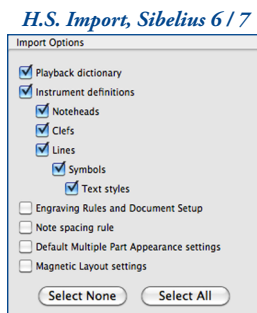 H.S. Import, Sibelius 6 / 7
Import Options
Playback dictionary
Instrument definitions
Noteheads
Clefs
Lines
Symbols
Text styles
Engraving Rules and Document Setup
Note spacing rule
Default Multiple Part Appearance settings
Magnetic Layout settings
Select None Select All